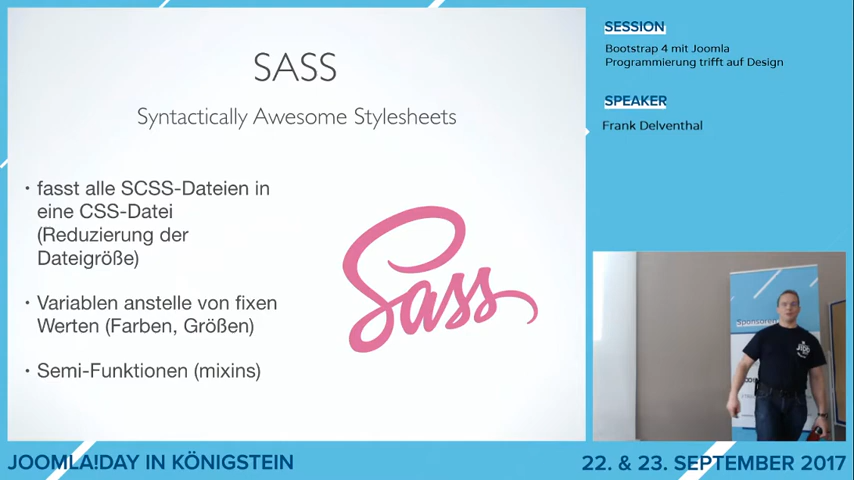 SASS
Syntactically Awesome Stylesheets
• fasst alle SCSS-Dateien in
eine CSS-Datei
(Reduzierung der
Dateigröße)
• Variablen anstelle von fixen
Werten (Farben, Größen)
• Semi-Funktionen (mixins)
Sass
SESSION
Bootstrap 4 mit Joomla
Programmierung trifft auf Design
SPEAKER
Frank Delventhal
JOOMLA!DAY IN KÖNIGSTEIN
22. & 23. SEPTEMBER 2017